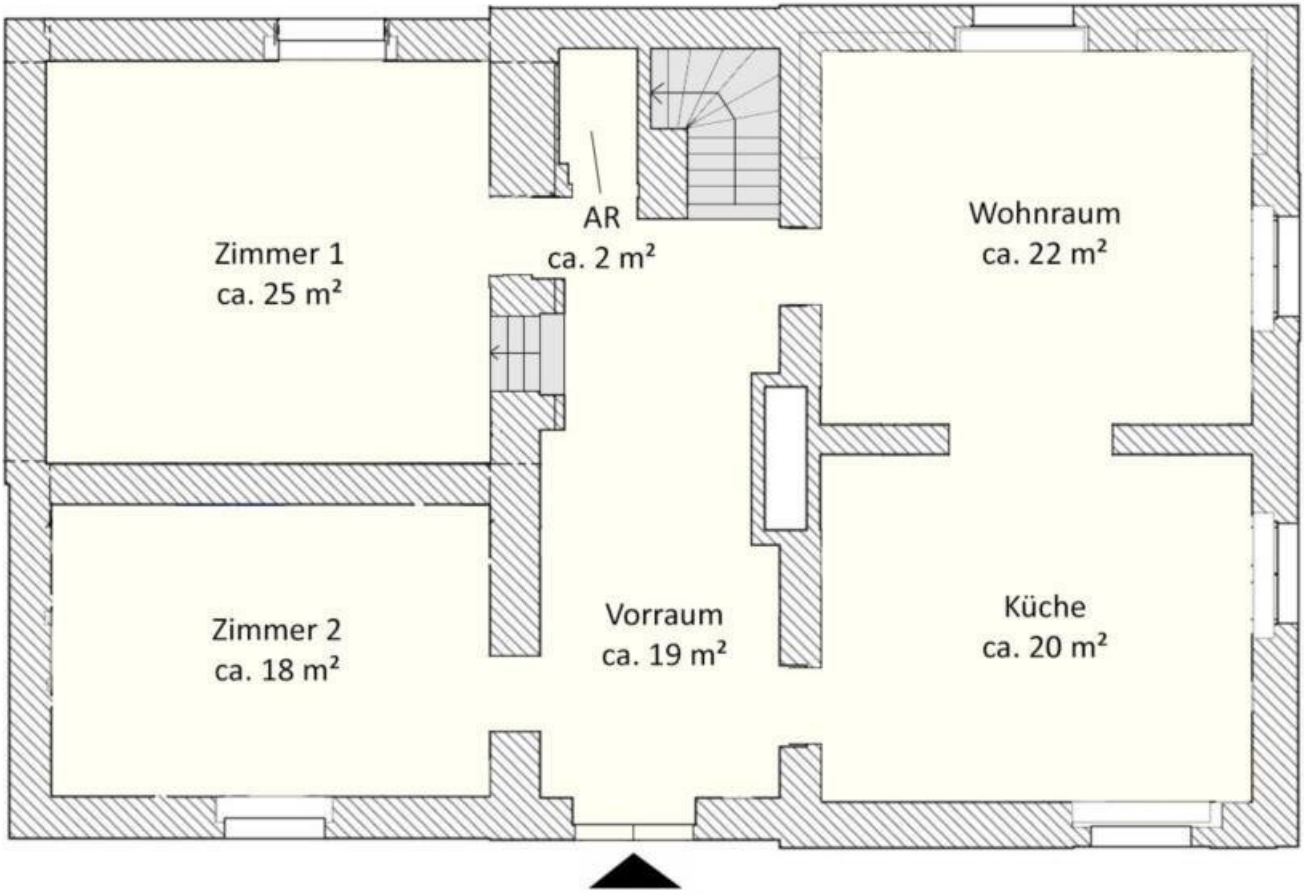 AR
ca. 2 m²
Wohnraum
ca. 22 m²
Zimmer 1
ca. 25 m²
Zimmer 2
ca. 18 m²
Vorraum
ca. 19 m²
Küche
ca. 20 m²